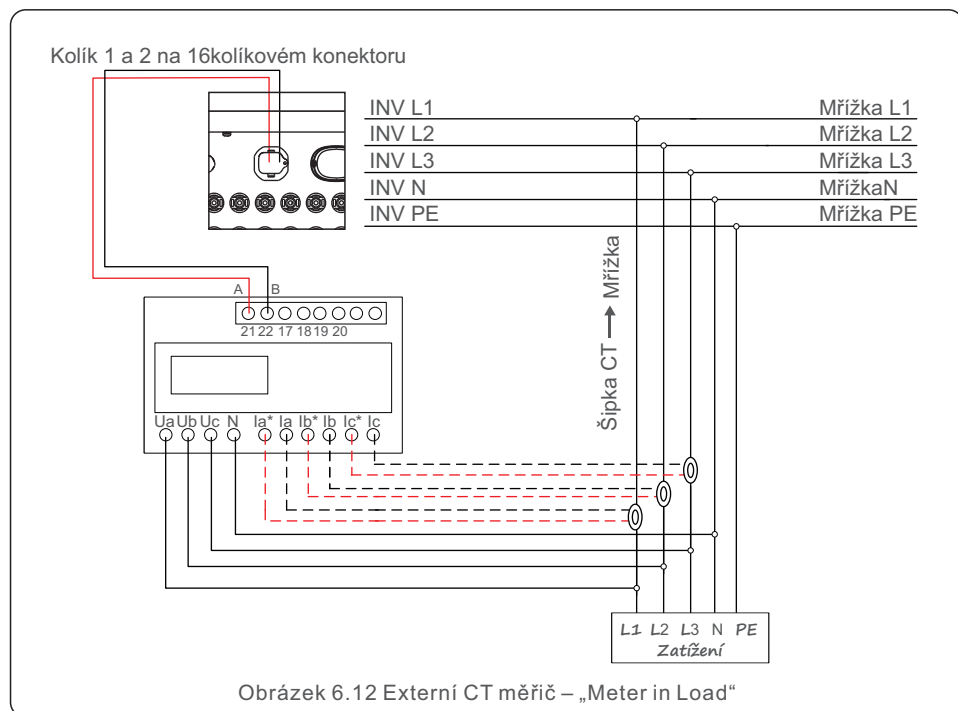 Kolík 1 a 2 na 16kolíkovém konektoru
INV L1 Mřížka L1
INV L2 Mřížka L2
INV L3 Mřížka L3
INV N MřížkaN
INV PE Mřížka PE
A B
21 22 17 18 19 20
Šipka CT Mřížka
Ua Ub Uc N Ia* Ia Ib* Ib Ic* Ic
L1 L2 L3 N PE
Zatížení
Obrázek 6.12 Externí CT měřič – „Meter in Load“